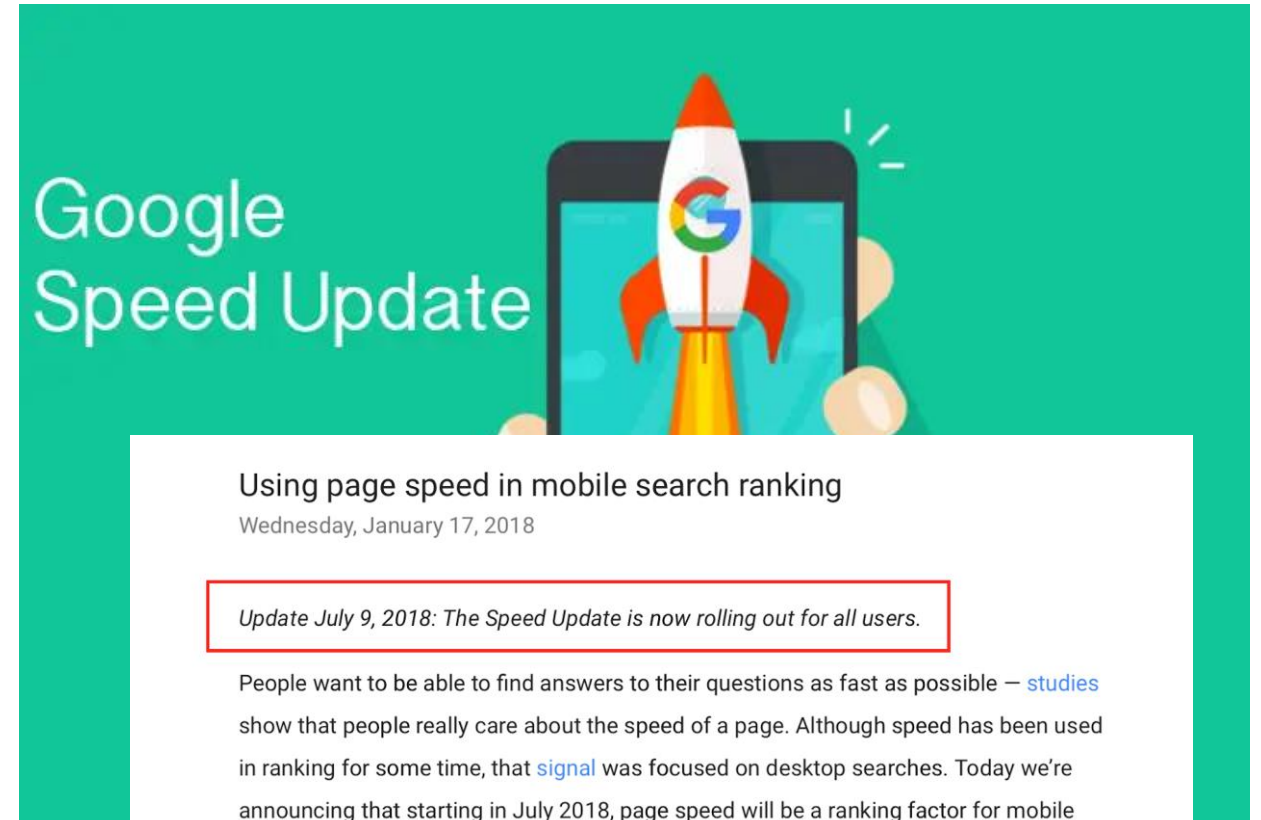 Google
Speed Update
Using page speed in mobile search ranking
Wednesday, January 17, 2018
Update July 9, 2018: The Speed Update is now rolling out for all users.
People want to be able to find answers to their questions as fast as possible — studies
show that people really care about the speed of a page. Although speed has been used
in ranking for some time, that signal was focused on desktop searches. Today we’re
announcing that starting in July 2018, page speed will be a ranking factor for mobile